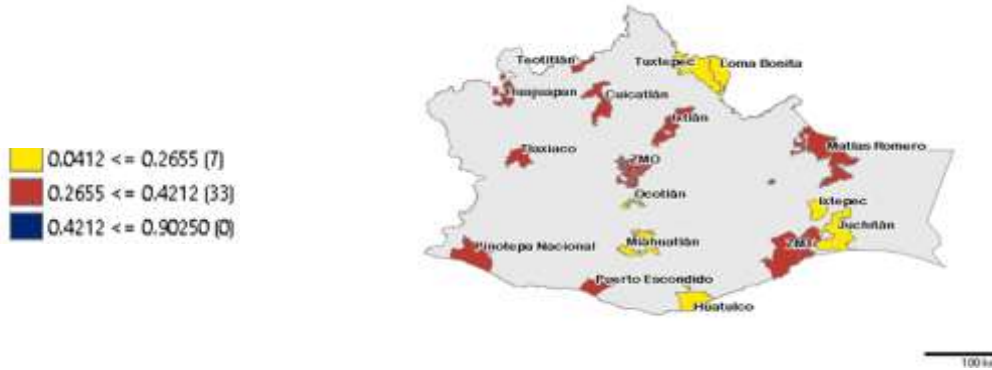 0.0412 <= 0.2655 (7)
0.2655 <= 0.4212 (33)
0.4212 <= 0.90250 (0)
Teotitlán
Tuxtepec
Loma Bonita
Huajuapan
Cuicatlán
Ixtlán
Matías Romero
Tlaxiaco
ZMO
Ocotlán
Ixtepec
Juchitán
Pinotepa Nacional
Miahuatlán
Puerto Escondido
Huatulco